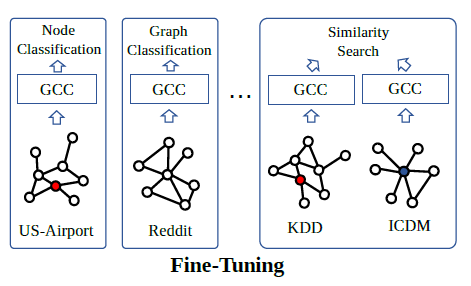 Node
Classification
GCC
US-Airport
Graph
Classification
GCC
Reddit
...
Similarity
Search
GCC
GCC
KDD
ICDM
Fine-Tuning